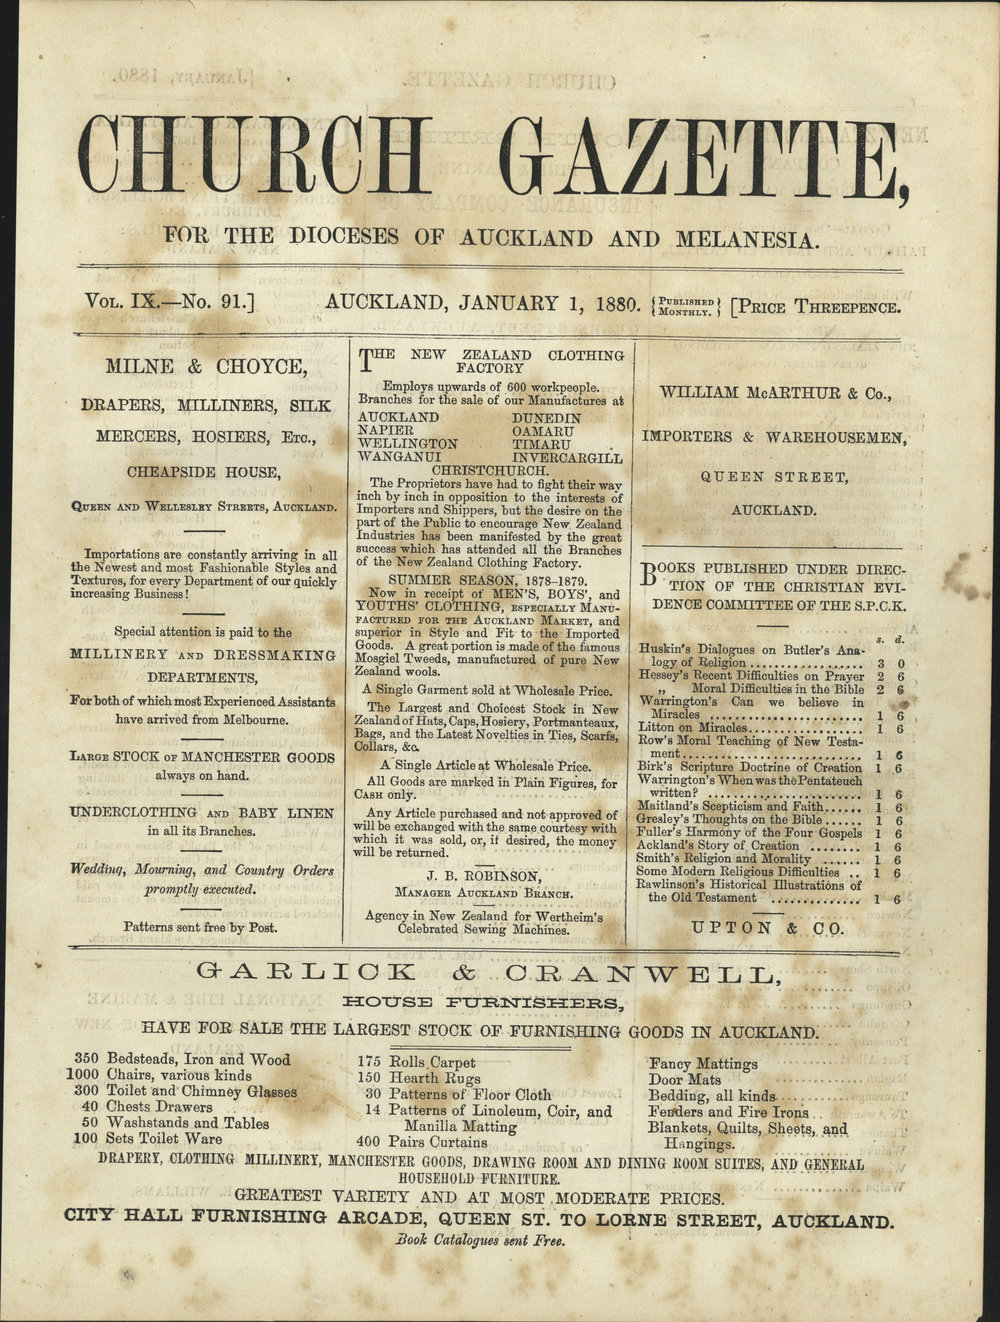 CHURCH GAZETTE,
FOR THE DIOCESES OF AUCKLAND AND MELANESIA.
VOL. IX.—No. 91.] AUCKLAND, JANUARY 1, 1880. {PUBLISHED MONTHLY.} [PRICE THREEPENCE.
MILNE & CHOYCE,
DRAPERS, MILLINERS, SILK
MERCERS, HOSIERS, ETC.,
CHEAPSIDE HOUSE,
QUEEN AND WELLESLEY STREETS, AUCKLAND.
Importations are constantly arriving in all
the Newest and most Fashionable Styles and
Textures, for every Department of our quickly
increasing Business!
Special attention is paid to the
MILLINERY AND DRESSMAKING
DEPARTMENTS,
For both of which most Experienced Assistants
have arrived from Melbourne.
LARGE STOCK OF MANCHESTER GOODS
always on hand.
UNDERCLOTHING AND BABY LINEN
in all its Branches.
Wedding, Mourning, and Country Orders
promptly executed.
Patterns sent free by Post.
THE NEW ZEALAND CLOTHING
FACTORY
Employs upwards of 600 workpeople.
Branches for the sale of our Manufactures at
AUCKLAND DUNEDIN
NAPIER OAMARU
WELLINGTON TIMARU
WANGANUI INVERCARGILL
CHRISTCHURCH.
The Proprietors have had to fight their way
inch by inch in opposition to the interests of
Importers and Shippers, but the desire on the
part of the Public to encourage New Zealand
Industries has been manifested by the great
success which has attended all the Branches
of the New Zealand Clothing Factory.
SUMMER SEASON, 1878-1879.
Now in receipt of MEN'S, BOYS', and
YOUTHS' CLOTHING, ESPECIALLY MANU-
FACTURED FOR THE AUCKLAND MARKET, and
superior in Style and Fit to the Imported
Goods. A great portion is made of the famous
Mosgiel Tweeds, manufactured of pure New
Zealand wools.
A Single Garment sold at Wholesale Price.
The Largest and Choicest Stock in New
Zealand of Hats, Caps, Hosiery, Portmanteaux,
Bags, and the Latest Novelties in Ties, Scarfs,
Collars, &c.
A Single Article at Wholesale Price.
All Goods are marked in Plain Figures, for
CASH only.
Any Article purchased and not approved of
will be exchanged with the same courtesy with
which it was sold, or, if desired, the money
will be returned.
J. B. ROBINSON,
MANAGER AUCKLAND BRANCH.
Agency in New Zealand for Wertheim's
Celebrated Sewing Machines.
WILLIAM McARTHUR & Co.,
IMPORTERS & WAREHOUSEMEN,
QUEEN STREET,
AUCKLAND.
BOOKS PUBLISHED UNDER DIREC-
TION OF THE CHRISTIAN EVI-
DENCE COMMITTEE OF THE S.P.C.K.
s. d.
Huskin's Dialogues on Butler's Ana-
logy of Religion ................ 3 0
Hessey's Recent Difficulties on Prayer 2 6
„ Moral Difficulties in the Bible 2 6
Warrington's Can we believe in
Miracles ...................... 1 6
Litton on Miracles................ 1 6
Row's Moral Teaching of New Testa-
ment.......................... 1 6
Birk's Scripture Doctrine of Creation 1 6
Warrington's When was the Pentateuch
written? ...................... 1 6
Maitland's Scepticism and Faith...... 1 6
Gresley's Thoughts on the Bible ...... 1 6
Fuller's Harmony of the Four Gospels 1 6
Ackland's Story of Creation ........ 1 6
Smith's Religion and Morality ...... 1 6
Some Modern Religious Difficulties .. 1 6
Rawlinson's Historical Illustrations of
the Old Testament ............. 1 6
UPTON & CO.
GARLICK & CRANWELL,
HOUSE FURNISHERS,
HAVE FOR SALE THE LARGEST STOCK OF FURNISHING GOODS IN AUCKLAND.
350 Bedsteads, Iron and Wood
1000 Chairs, various kinds
300 Toilet and Chimney Glasses
40 Chests Drawers
50 Washstands and Tables
100 Sets Toilet Ware
175 Rolls Carpet
150 Hearth Rugs
30 Patterns of Floor Cloth
14 Patterns of Linoleum, Coir, and
Manilla Matting
400 Pairs Curtains
Fancy Mattings
Door Mats
Bedding, all kinds
Fenders and Fire Irons
Blankets, Quilts, Sheets, and
Hangings.
DRAPERY, CLOTHING MILLINERY, MANCHESTER GOODS, DRAWING ROOM AND DINING ROOM SUITES, AND GENERAL
HOUSEHOLD FURNITURE.
GREATEST VARIETY AND AT MOST MODERATE PRICES.
CITY HALL FURNISHING ARCADE, QUEEN ST. TO LORNE STREET, AUCKLAND.
Book Catalogues sent Free.